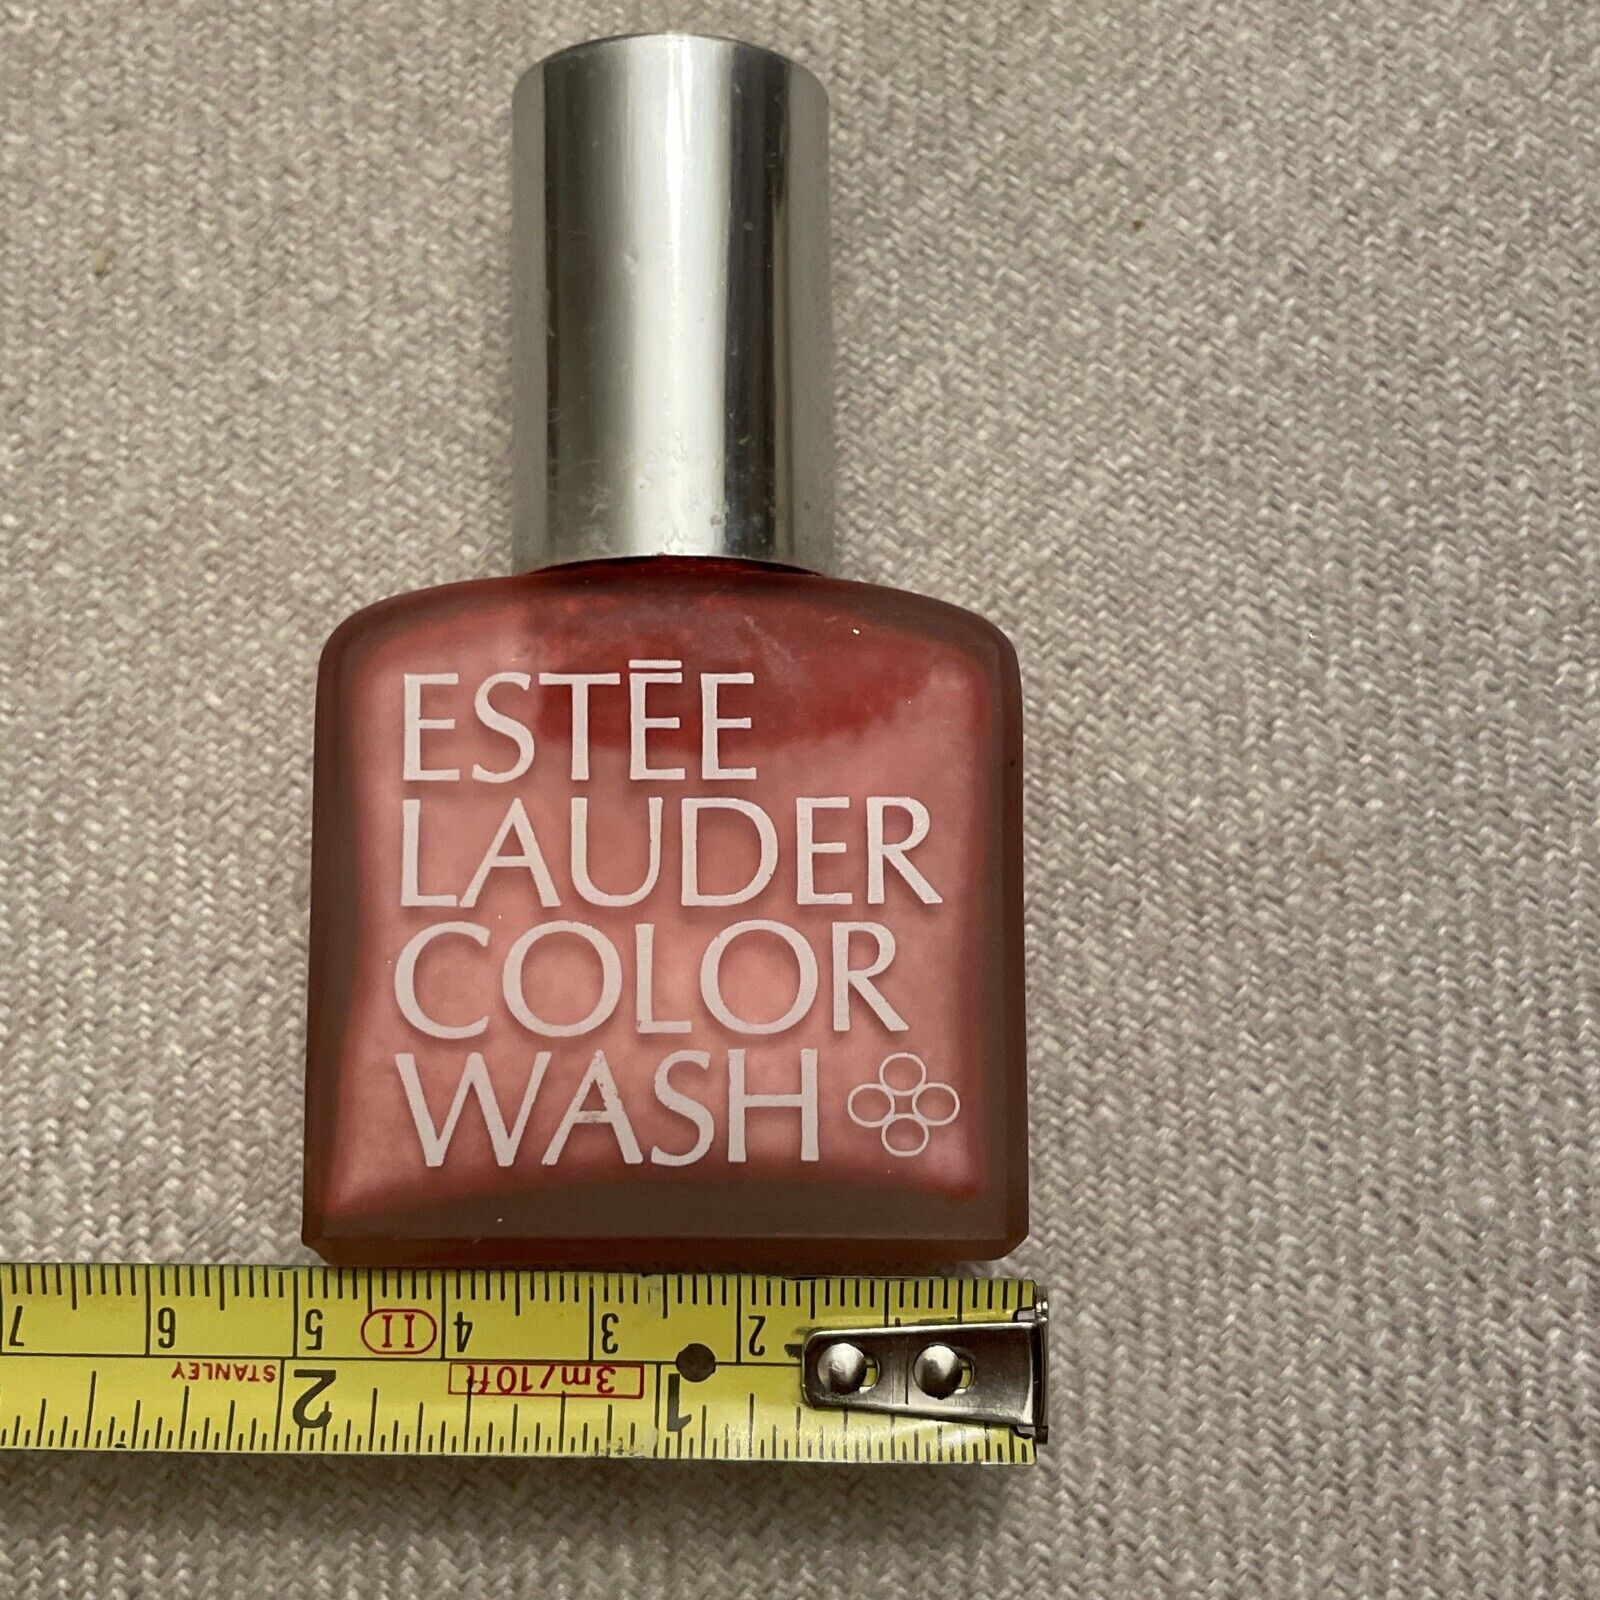 ESTĒE
LAUDER
COLOR
WASH
7 6 5 II 4 3 2
STANLEY 3m/10ft
2 1